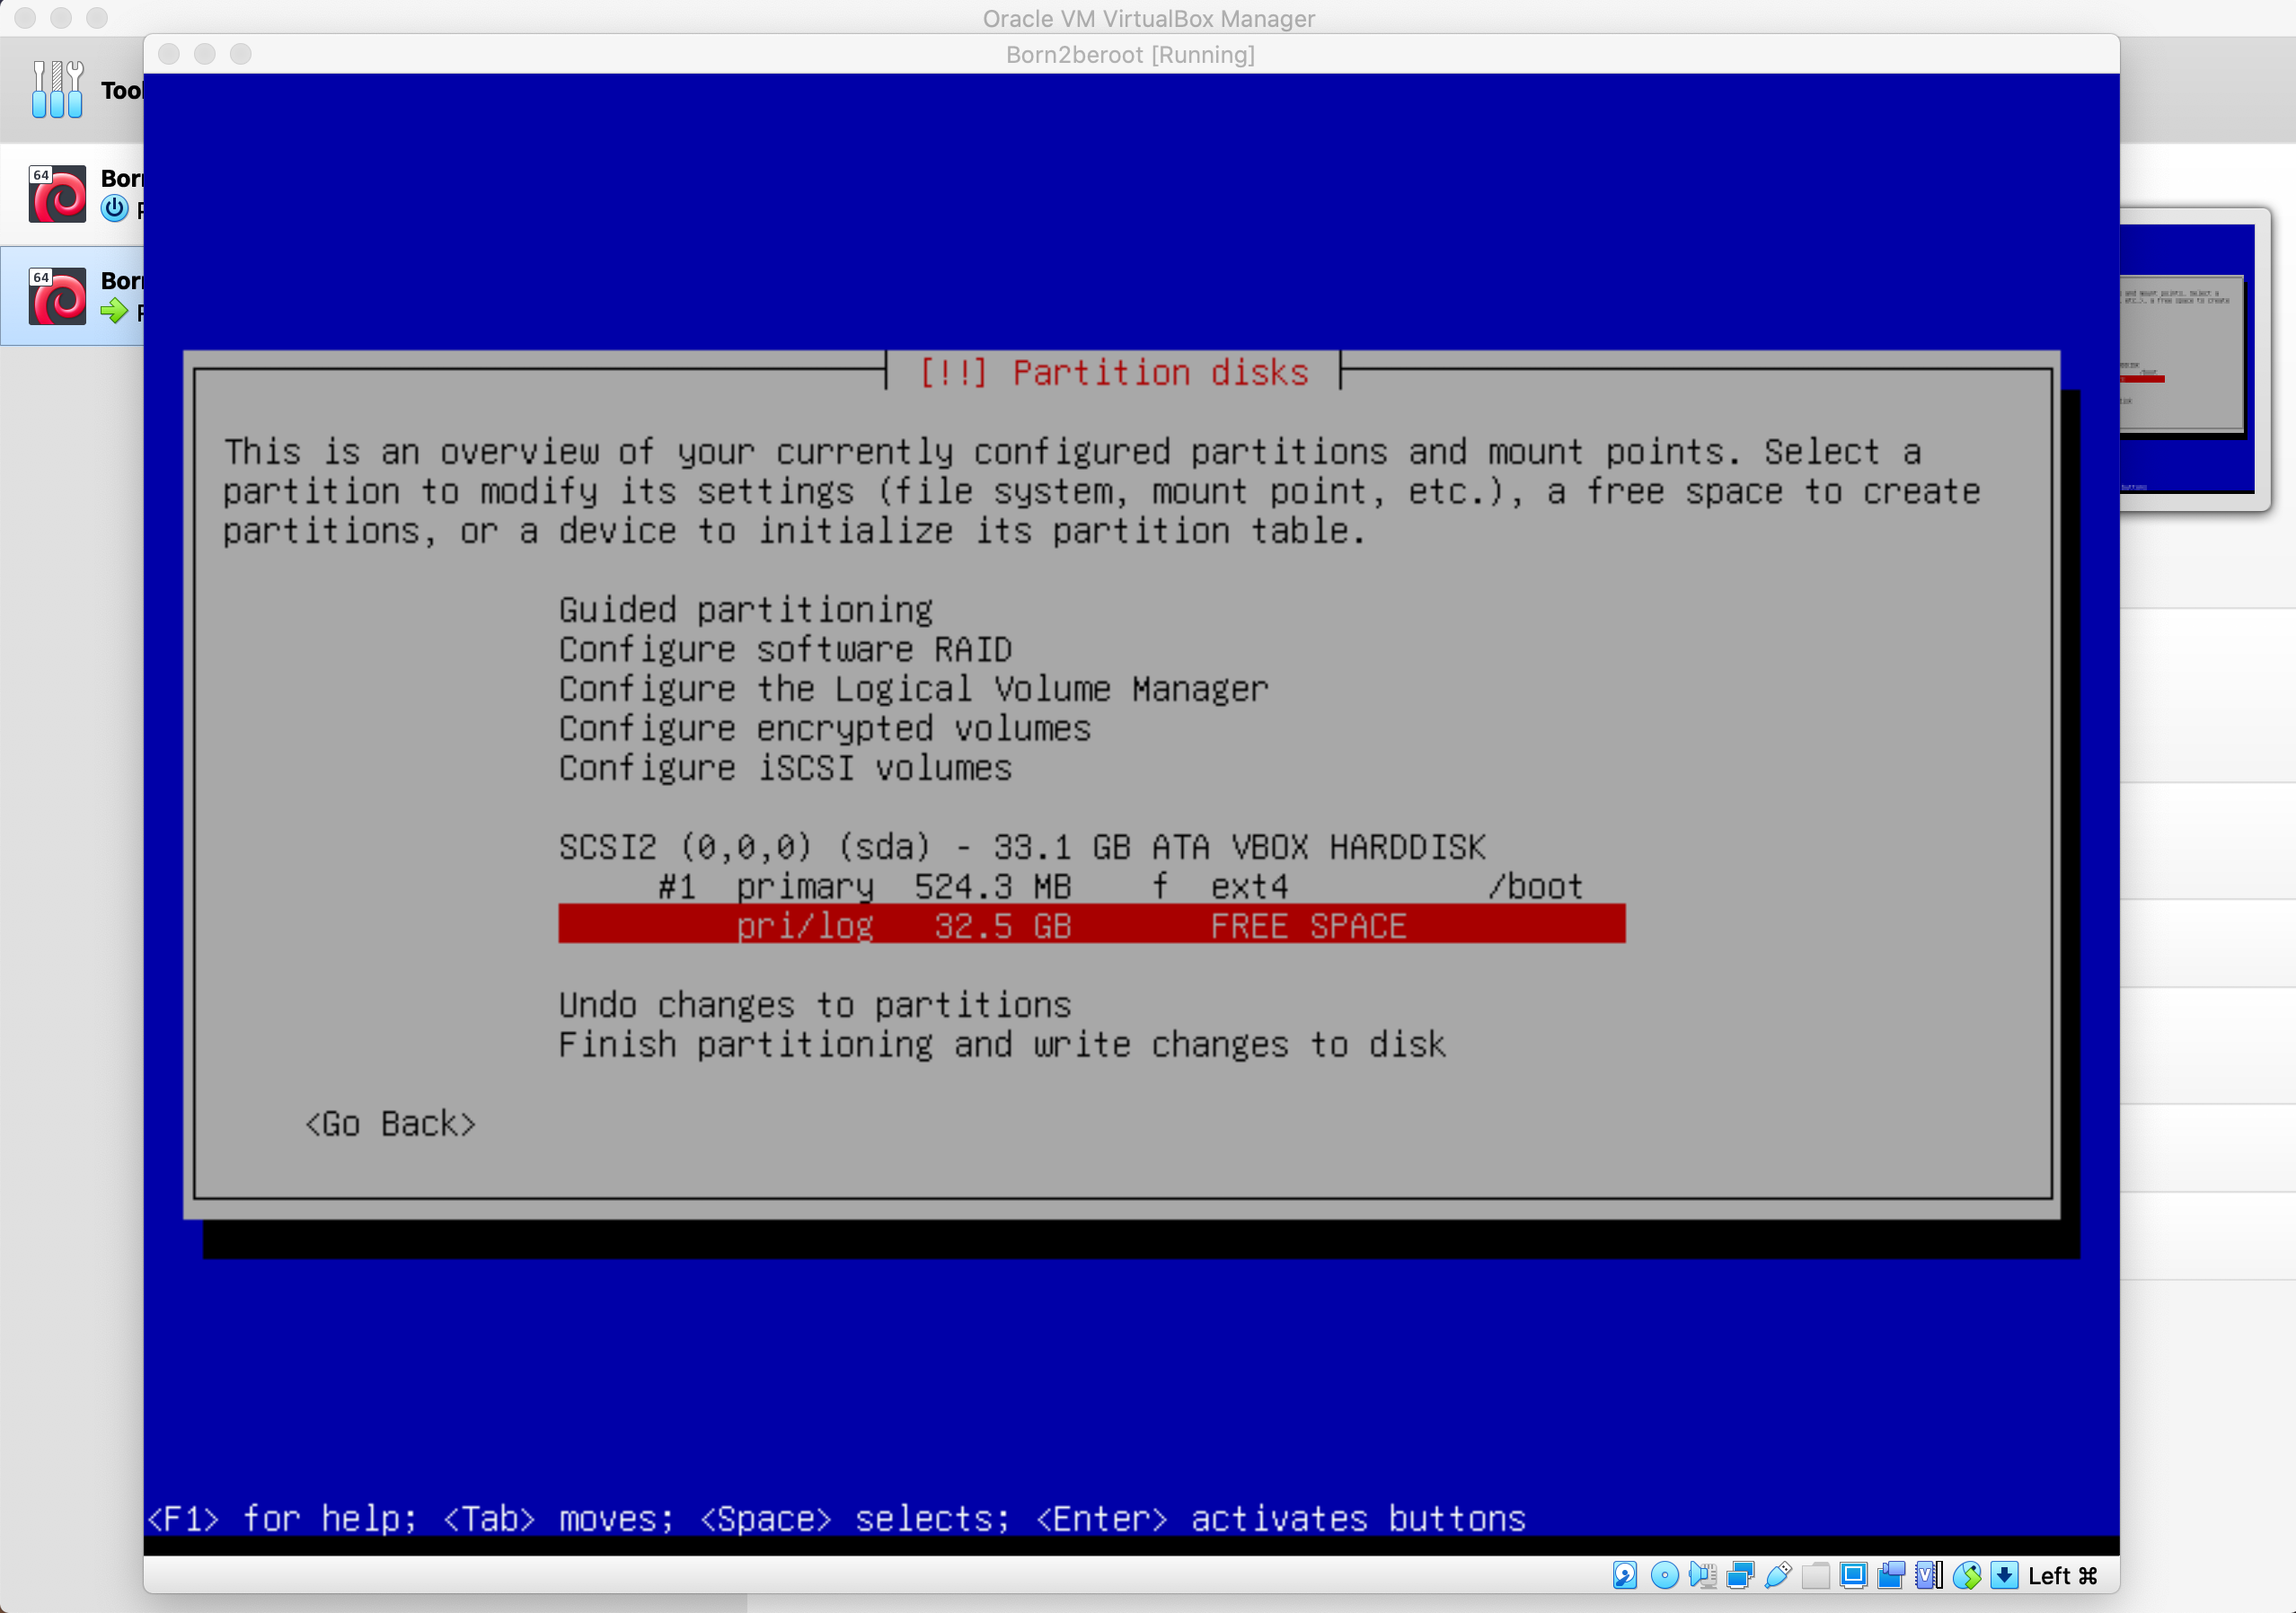 Oracle VM VirtualBox Manager
Born2beroot [Running]
Tool
64
Bor
64
Bor
[!!] Partition disks
This is an overview of your currently configured partitions and mount points. Select a
partition to modify its settings (file system, mount point, etc.), a free space to create
partitions, or a device to initialize its partition table.
Guided partitioning
Configure software RAID
Configure the Logical Volume Manager
Configure encrypted volumes
Configure iSCSI volumes
SCSI2 (0,0,0) (sda) - 33.1 GB ATA VBOX HARDDISK
#1 primary 524.3 MB f ext4 /boot
pri/log 32.5 GB FREE SPACE
Undo changes to partitions
Finish partitioning and write changes to disk
<Go Back>
<F1> for help; <Tab> moves; <Space> selects; <Enter> activates buttons
Left ⌘